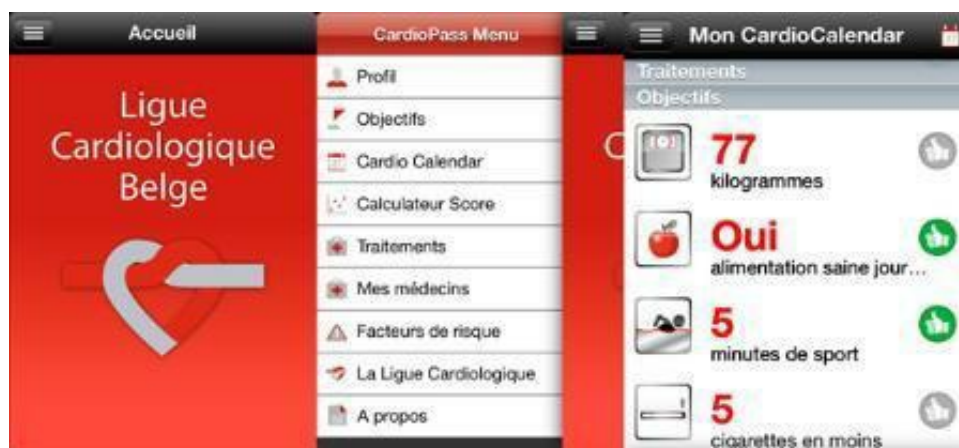 Accueil
Ligue
Cardiologique
Belge
CardioPass Menu
Profil
Objectifs
Cardio Calendar
Calculateur Score
Traitements
Mes médecins
Facteurs de risque
La Ligue Cardiologique
A propos
C
Mon CardioCalendar
Traitements
Objectifs
77
kilogrammes
Oui
alimentation saine jour...
5
minutes de sport
5
cigarettes en moins